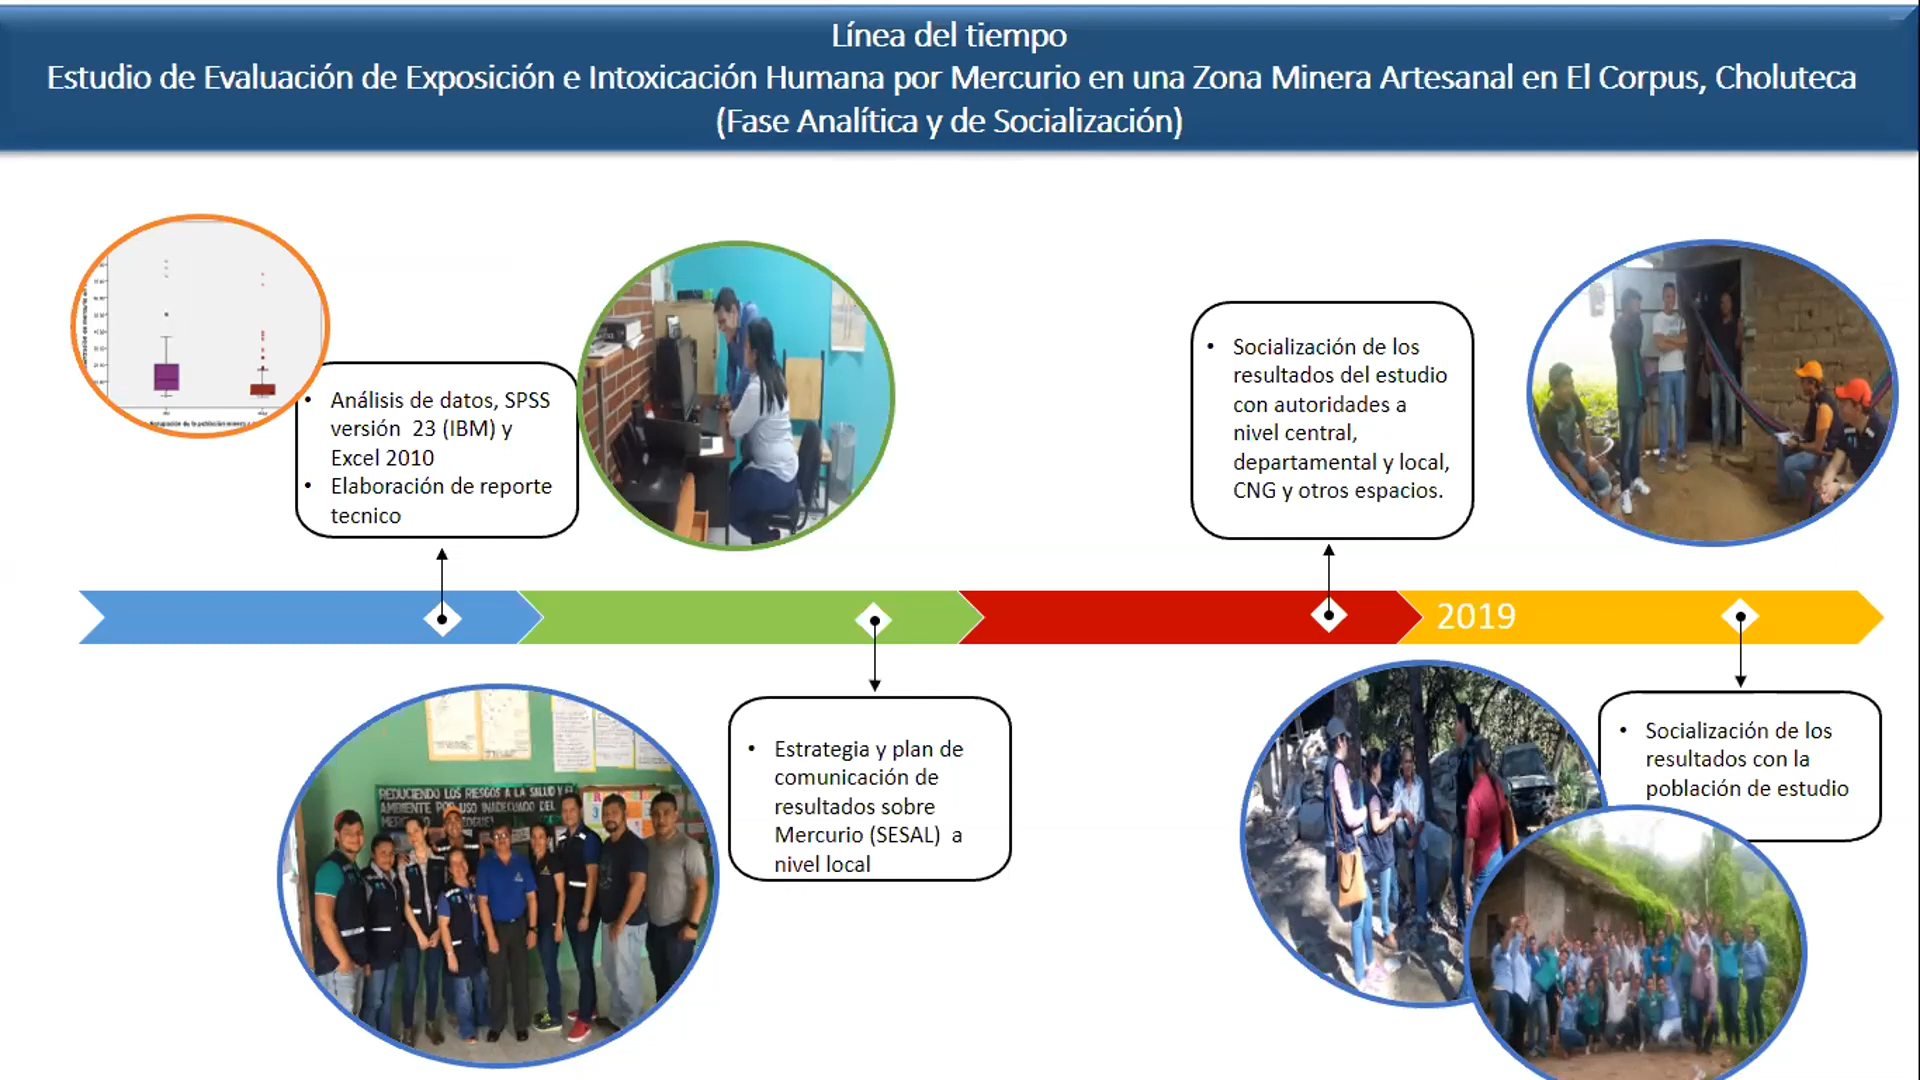 Línea del tiempo
Estudio de Evaluación de Exposición e Intoxicación Humana por Mercurio en una Zona Minera Artesanal en El Corpus, Choluteca
(Fase Analítica y de Socialización)
• Análisis de datos, SPSS
versión 23 (IBM) y
Excel 2010
• Elaboración de reporte
tecnico
• Socialización de los
resultados del estudio
con autoridades a
nivel central,
departamental y local,
CNG y otros espacios.
2019
• Estrategia y plan de
comunicación de
resultados sobre
Mercurio (SESAL) a
nivel local
• Socialización de los
resultados con la
población de estudio
REDUCIENDO LOS RIESGOS A LA SALUD Y EL
AMBIENTE POR USO INADECUADO DEL